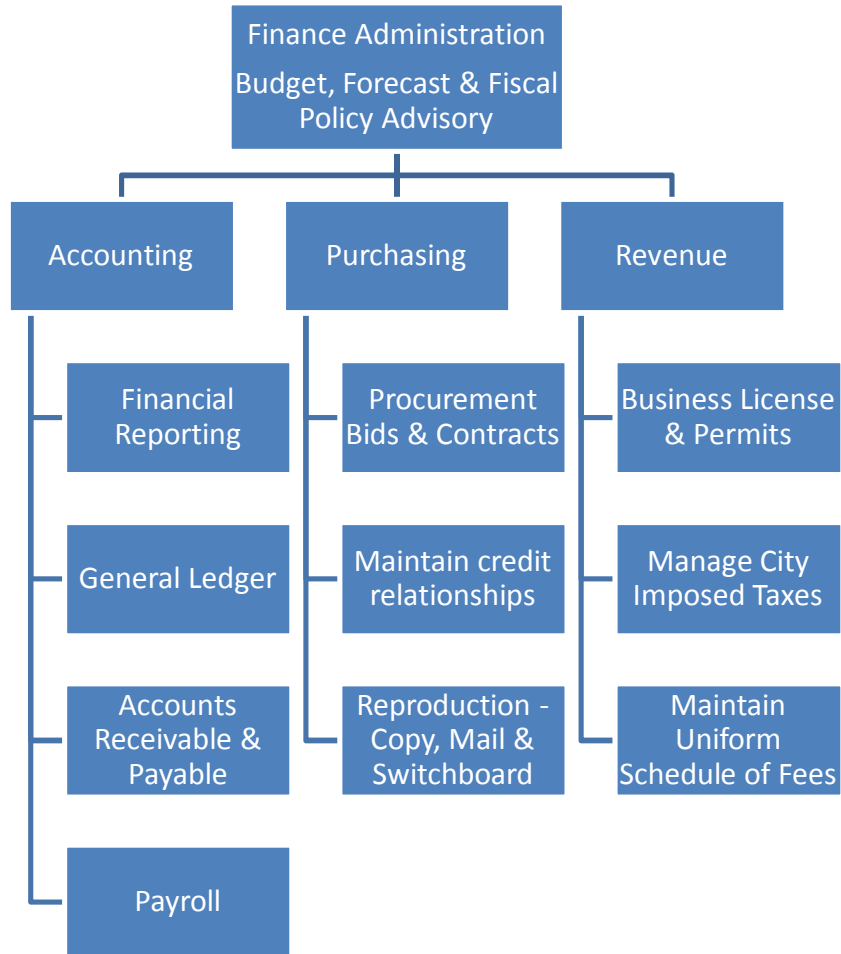 Finance Administration
Budget, Forecast & Fiscal
Policy Advisory
Accounting
Purchasing
Revenue
Financial
Reporting
Procurement
Bids & Contracts
Business License
& Permits
General Ledger
Maintain credit
relationships
Manage City
Imposed Taxes
Accounts
Receivable &
Payable
Reproduction -
Copy, Mail &
Switchboard
Maintain
Uniform
Schedule of Fees
Payroll